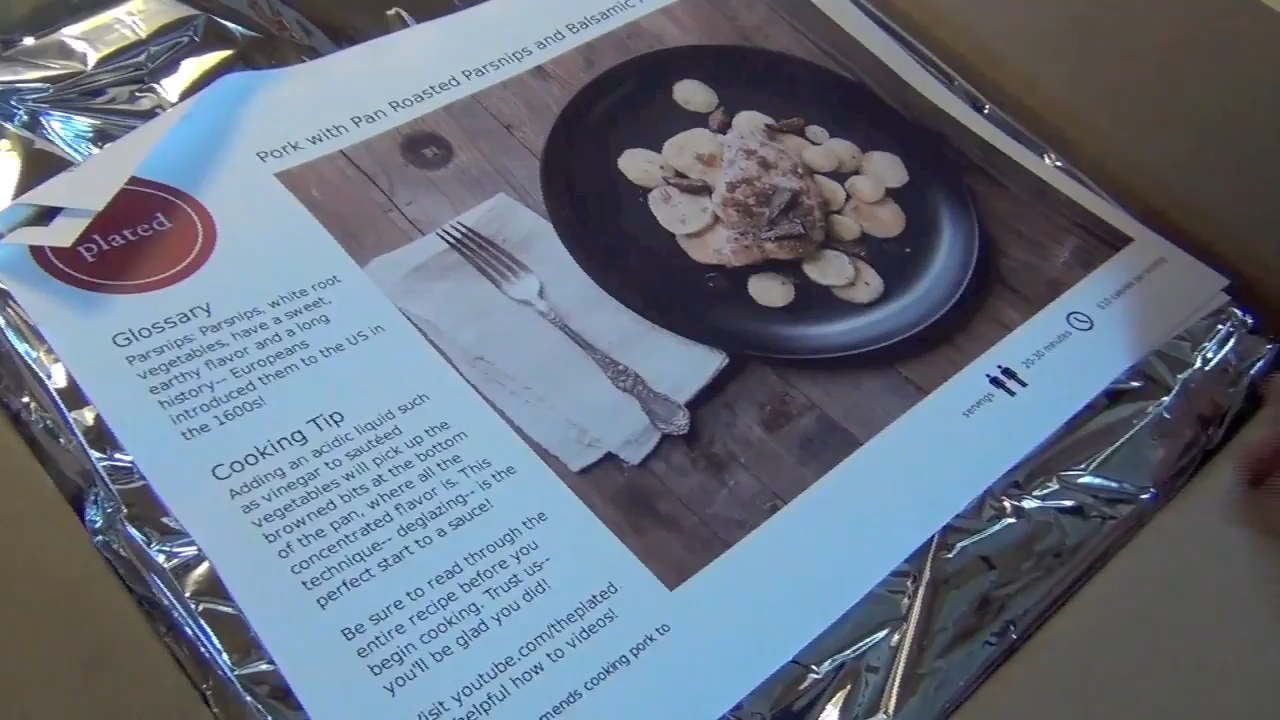 Pork with Pan Roasted Parsnips and Balsamic
plated
Glossary
Parsnips: Parsnips, white root
vegetables, have a sweet,
earthy flavor and a long
history-- Europeans
introduced them to the US in
the 1600s!
Cooking Tip
Adding an acidic liquid such
as vinegar to sautéed
vegetables will pick up the
browned bits at the bottom
of the pan, where all the
concentrated flavor is. This
technique-- deglazing-- is the
perfect start to a sauce!
Be sure to read through the
entire recipe before you
begin cooking. Trust us--
you'll be glad you did!
isit youtube.com/theplated.
helpful how to videos!
mends cooking pork to
servings
20-30 minutes